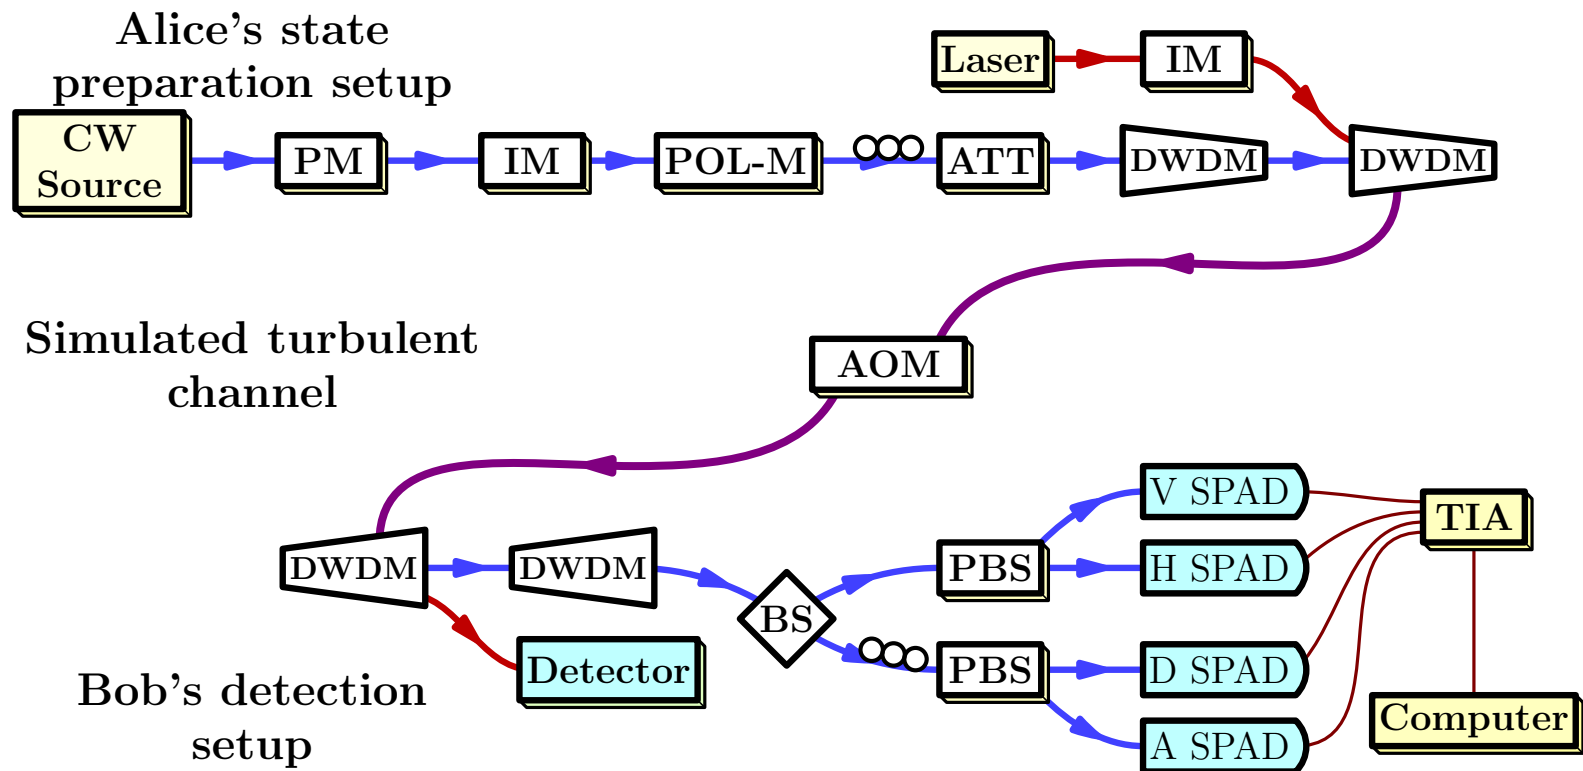 Alice's state
preparation setup
Laser
IM
CW
Source
PM
IM
POL-M
ATT
DWDM
DWDM
Simulated turbulent
channel
AOM
V SPAD
TIA
DWDM
DWDM
BS
PBS
H SPAD
Detector
PBS
D SPAD
Bob's detection
setup
A SPAD
Computer